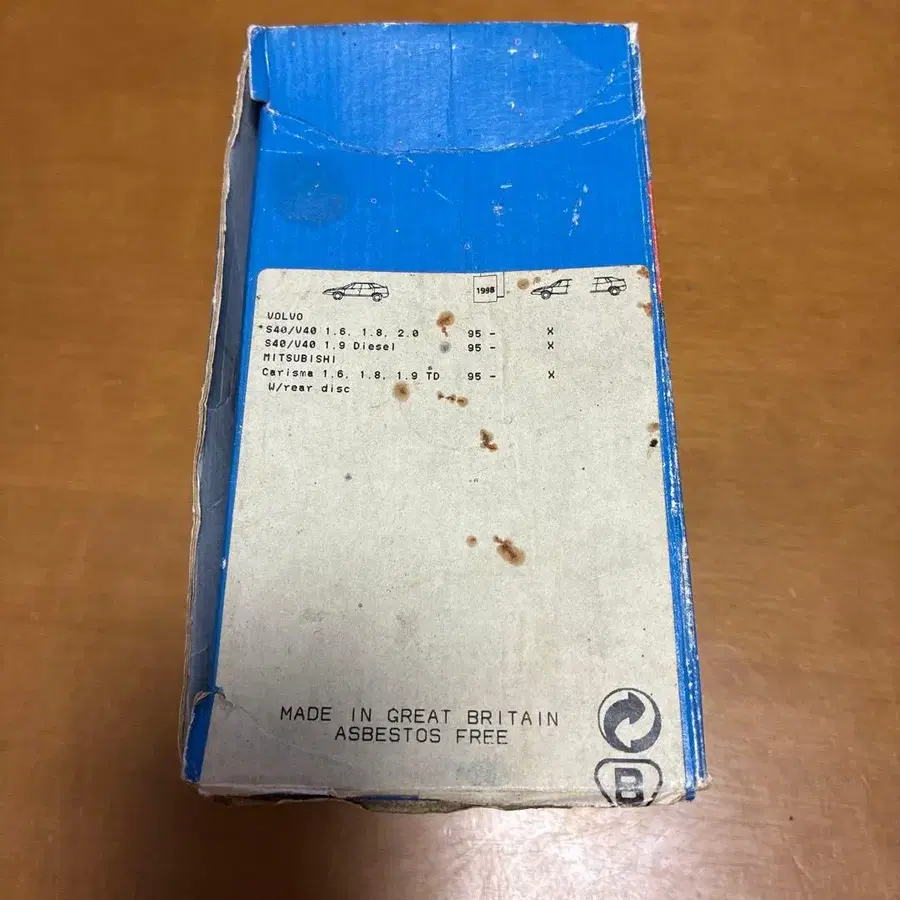 1995
VOLVO
*S40/V40 1.6, 1.8, 2.0 95 - X
S40/V40 1.9 Diesel 95 - X
MITSUBISHI
Carisma 1.6, 1.8, 1.9 TD 95 - X
W/rear disc
MADE IN GREAT BRITAIN
ASBESTOS FREE
B